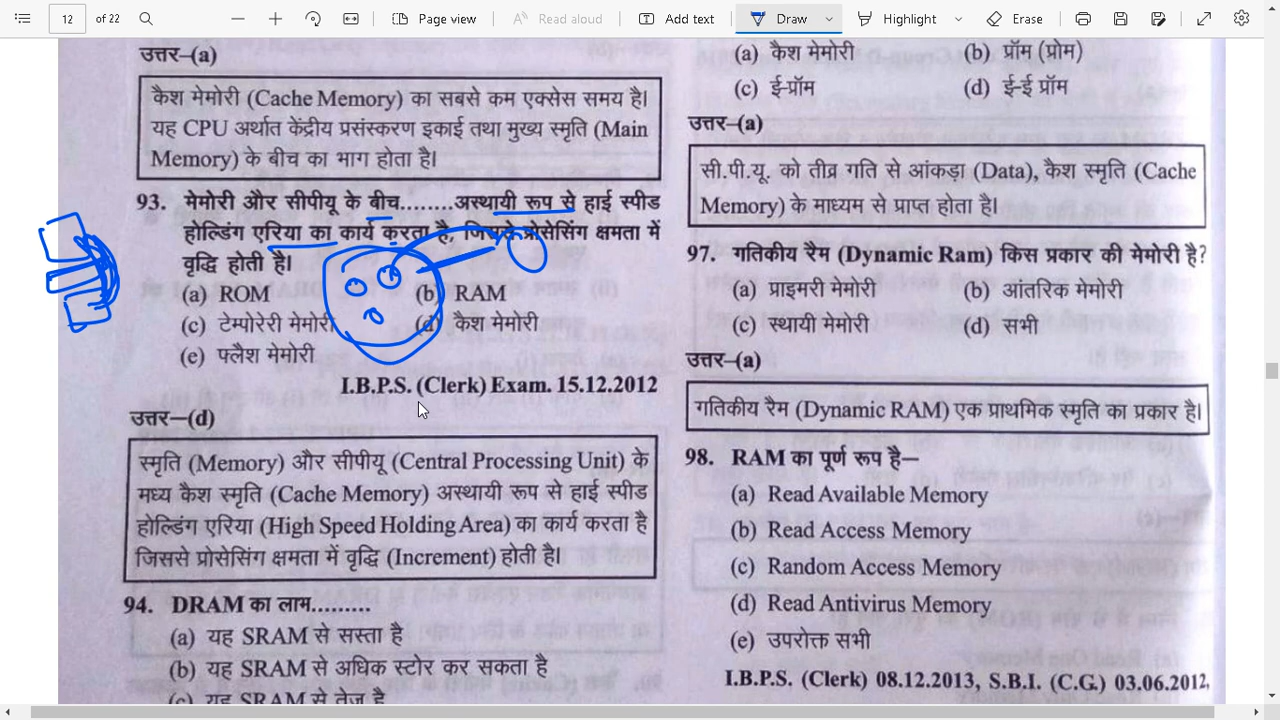 12 of 22
Page view
Read aloud
Add text
Draw
Highlight
Erase
उत्तर–(a)
कैश मेमोरी (Cache Memory) का सबसे कम एक्सेस समय है।
यह CPU अर्थात केंद्रीय प्रसंस्करण इकाई तथा मुख्य स्मृति (Main
Memory) के बीच का भाग होता है।
93. मेमोरी और सीपीयू के बीच........अस्थायी रूप से हाई स्पीड
होल्डिंग एरिया का कार्य करता है, जिससे प्रोसेसिंग क्षमता में
वृद्धि होती है।
(a) ROM (b) RAM
(c) टेम्पोरेरी मेमोरी (d) कैश मेमोरी
(e) फ्लैश मेमोरी
I.B.P.S. (Clerk) Exam. 15.12.2012
उत्तर–(d)
स्मृति (Memory) और सीपीयू (Central Processing Unit) के
मध्य कैश स्मृति (Cache Memory) अस्थायी रूप से हाई स्पीड
होल्डिंग एरिया (High Speed Holding Area) का कार्य करता है
जिससे प्रोसेसिंग क्षमता में वृद्धि (Increment) होती है।
94. DRAM का लाभ........
(a) यह SRAM से सस्ता है
(b) यह SRAM से अधिक स्टोर कर सकता है
(c) यह SRAM से तेज है
(a) कैश मेमोरी (b) प्रॉम (प्रोम)
(c) ई-प्रॉम (d) ई-ई प्रॉम
उत्तर–(a)
सी.पी.यू. को तीव्र गति से आंकड़ा (Data), कैश स्मृति (Cache
Memory) के माध्यम से प्राप्त होता है।
97. गतिकीय रैम (Dynamic Ram) किस प्रकार की मेमोरी है?
(a) प्राइमरी मेमोरी (b) आंतरिक मेमोरी
(c) स्थायी मेमोरी (d) सभी
उत्तर–(a)
गतिकीय रैम (Dynamic RAM) एक प्राथमिक स्मृति का प्रकार है।
98. RAM का पूर्ण रूप है–
(a) Read Available Memory
(b) Read Access Memory
(c) Random Access Memory
(d) Read Antivirus Memory
(e) उपरोक्त सभी
I.B.P.S. (Clerk) 08.12.2013, S.B.I. (C.G.) 03.06.2012,